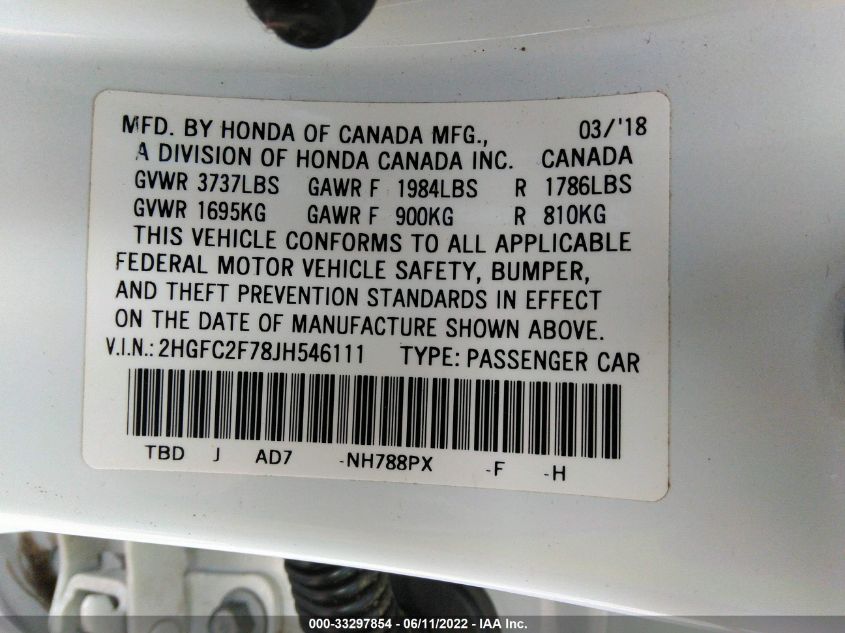 MFD. BY HONDA OF CANADA MFG., 03/'18
A DIVISION OF HONDA CANADA INC. CANADA
GVWR 3737LBS GAWR F 1984LBS R 1786LBS
GVWR 1695KG GAWR F 900KG R 810KG
THIS VEHICLE CONFORMS TO ALL APPLICABLE
FEDERAL MOTOR VEHICLE SAFETY, BUMPER,
AND THEFT PREVENTION STANDARDS IN EFFECT
ON THE DATE OF MANUFACTURE SHOWN ABOVE.
V.I.N.: 2HGFC2F78JH546111 TYPE: PASSENGER CAR
TBD J AD7 -NH788PX -F -H
000-33297854 - 06/11/2022 - IAA Inc.